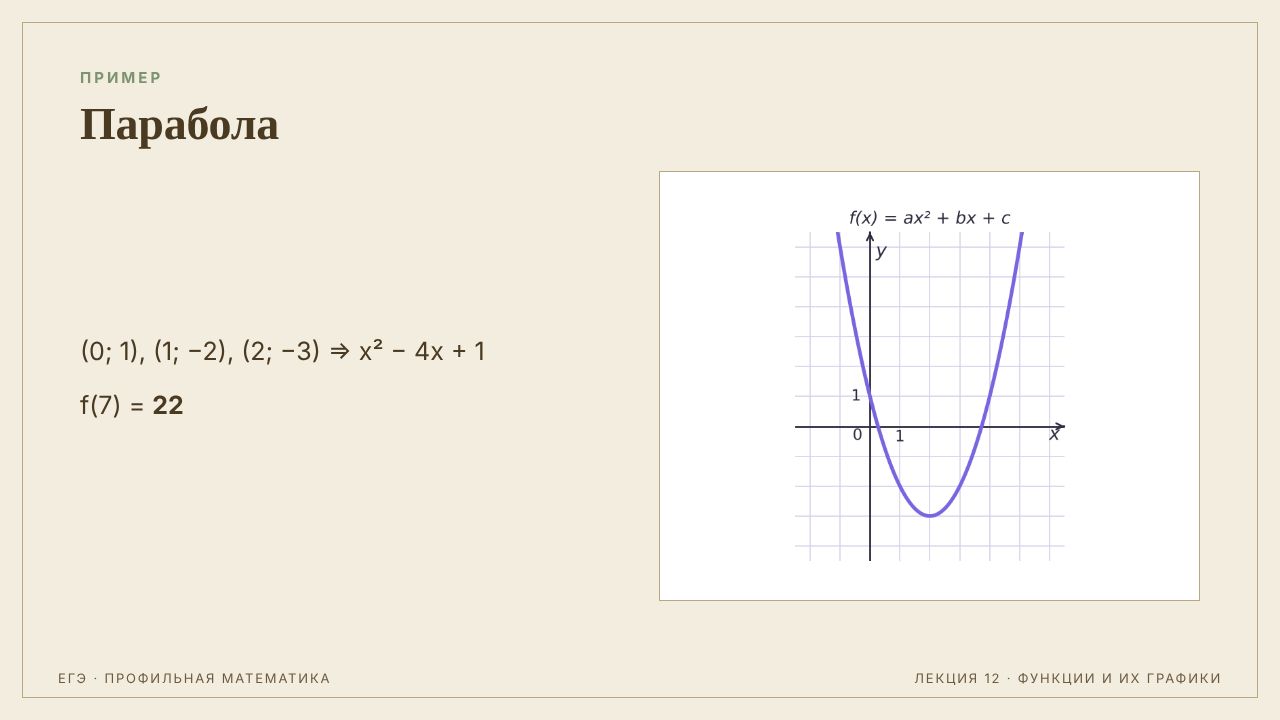 ПРИМЕР
Парабола
(0; 1), (1; −2), (2; −3) ⇒ x² − 4x + 1
f(7) = 22
f(x) = ax² + bx + c
y
1
0
1
x
ЕГЭ · ПРОФИЛЬНАЯ МАТЕМАТИКА
ЛЕКЦИЯ 12 · ФУНКЦИИ И ИХ ГРАФИКИ